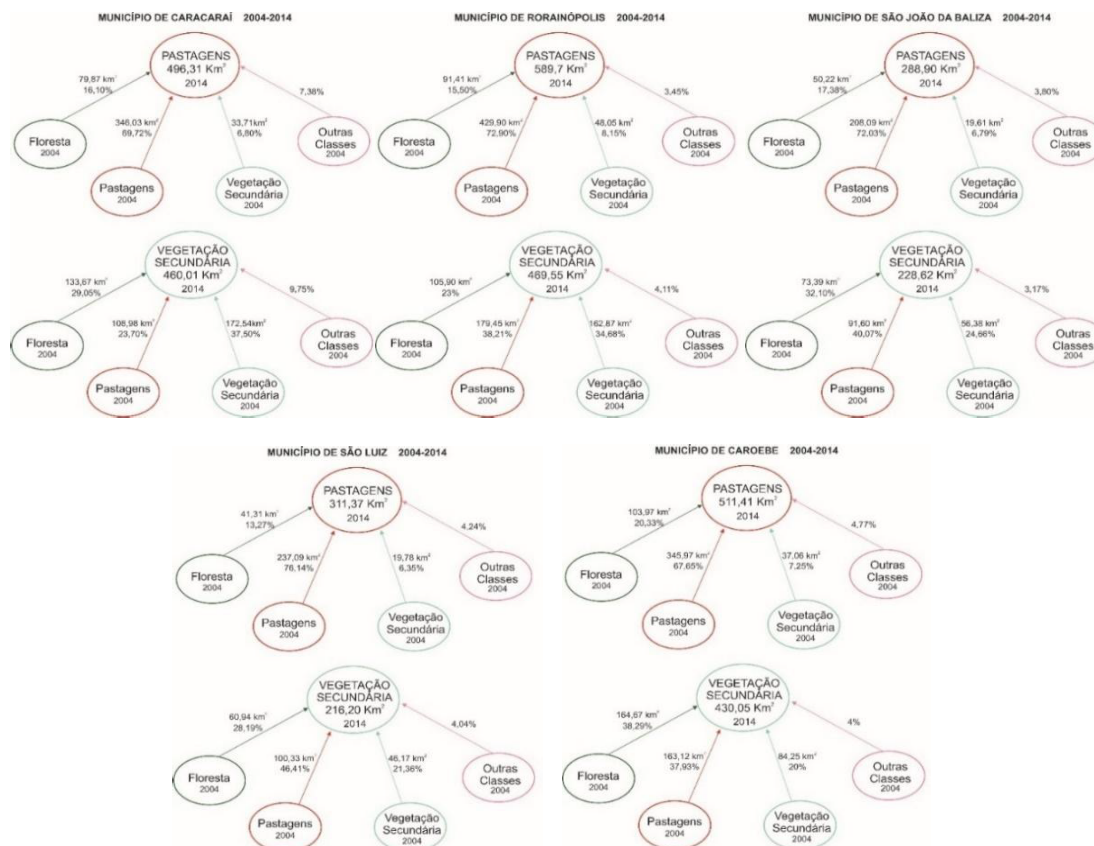 MUNICÍPIO DE CARACARAÍ 2004-2014
PASTAGENS
496,31 Km²
2014
79,87 km²
16,10%
7,38%
346,03 km²
69,72%
33,71km²
6,80%
Floresta
2004
Outras
Classes
2004
Pastagens
2004
Vegetação
Secundária
2004
VEGETAÇÃO
SECUNDÁRIA
460,01 Km²
2014
133,67 km²
29,05%
9,75%
108,98 km²
23,70%
172,54km²
37,50%
Floresta
2004
Outras
Classes
2004
Pastagens
2004
Vegetação
Secundária
2004
MUNICÍPIO DE RORAINÓPOLIS 2004-2014
PASTAGENS
589,7 Km²
2014
91,41 km²
15,50%
3,45%
429,90 km²
72,90%
48,05 km²
8,15%
Floresta
2004
Outras
Classes
2004
Pastagens
2004
Vegetação
Secundária
2004
VEGETAÇÃO
SECUNDÁRIA
469,55 Km²
2014
105,90 km²
23%
4,11%
179,45 km²
38,21%
162,87 km²
34,68%
Floresta
2004
Outras
Classes
2004
Pastagens
2004
Vegetação
Secundária
2004
MUNICÍPIO DE SÃO JOÃO DA BALIZA 2004-2014
PASTAGENS
288,90 Km²
2014
50,22 km²
17,38%
3,80%
208,09 km²
72,03%
19,61 km²
6,79%
Floresta
2004
Outras
Classes
2004
Pastagens
2004
Vegetação
Secundária
2004
VEGETAÇÃO
SECUNDÁRIA
228,62 Km²
2014
73,39 km²
32,10%
3,17%
91,60 km²
40,07%
56,38 km²
24,66%
Floresta
2004
Outras
Classes
2004
Pastagens
2004
Vegetação
Secundária
2004
MUNICÍPIO DE SÃO LUIZ 2004-2014
PASTAGENS
311,37 Km²
2014
41,31 km²
13,27%
4,24%
237,09 km²
76,14%
19,78 km²
6,35%
Floresta
2004
Outras
Classes
2004
Pastagens
2004
Vegetação
Secundária
2004
VEGETAÇÃO
SECUNDÁRIA
216,20 Km²
2014
60,94 km²
28,19%
4,04%
100,33 km²
46,41%
46,17 km²
21,36%
Floresta
2004
Outras
Classes
2004
Pastagens
2004
Vegetação
Secundária
2004
MUNICÍPIO DE CAROEBE 2004-2014
PASTAGENS
511,41 Km²
2014
103,97 km²
20,33%
4,77%
345,97 km²
67,65%
37,06 km²
7,25%
Floresta
2004
Outras
Classes
2004
Pastagens
2004
Vegetação
Secundária
2004
VEGETAÇÃO
SECUNDÁRIA
430,05 Km²
2014
164,67 km²
38,29%
4%
163,12 km²
37,93%
84,25 km²
20%
Floresta
2004
Outras
Classes
2004
Pastagens
2004
Vegetação
Secundária
2004